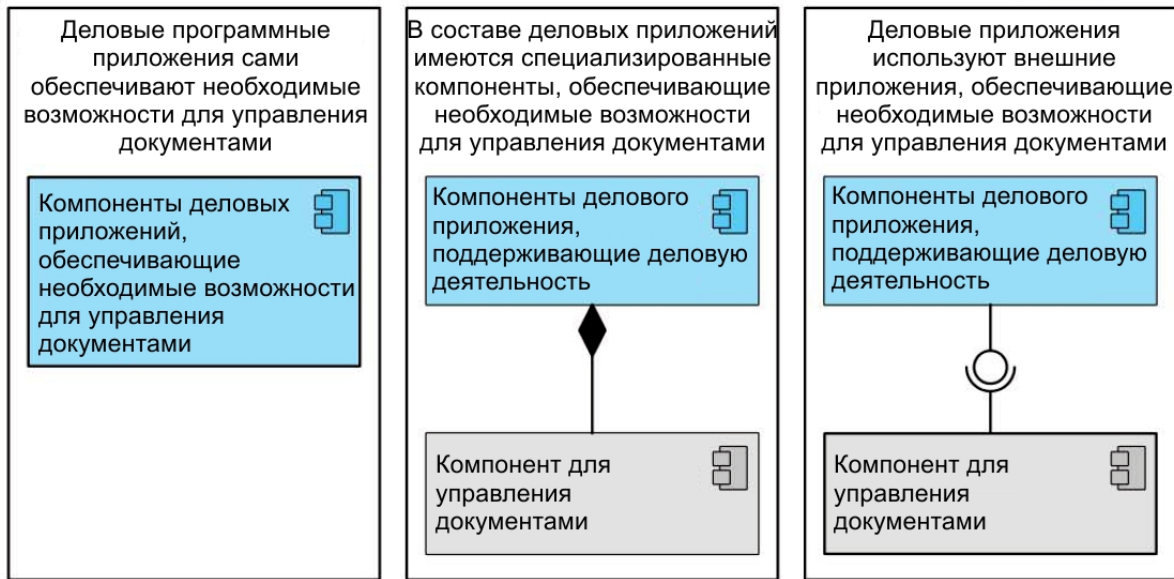 Деловые программные
приложения сами
обеспечивают необходимые
возможности для управления
документами
Компоненты деловых
приложений,
обеспечивающие
необходимые возможности
для управления
документами
В составе деловых приложений
имеются специализированные
компоненты, обеспечивающие
необходимые возможности
для управления документами
Компоненты делового
приложения,
поддерживающие деловую
деятельность
Компонент для
управления
документами
Деловые приложения
используют внешние
приложения, обеспечивающие
необходимые возможности
для управления документами
Компоненты делового
приложения,
поддерживающие деловую
деятельность
Компонент для
управления
документами